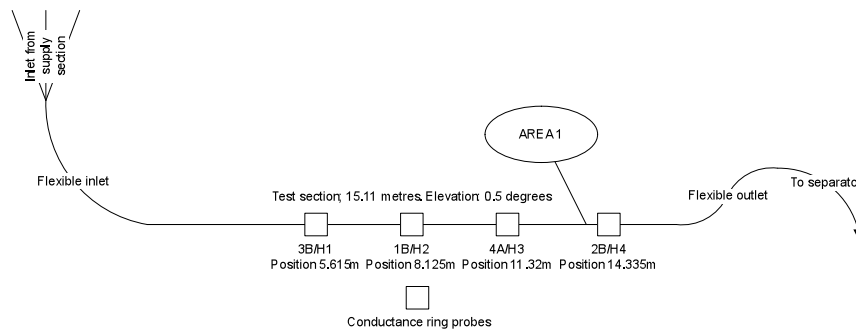 Inlet from
supply
section
AREA1
Flexible inlet
Test section; 15.11 metres. Elevation: 0.5 degrees
Flexible outlet
To separator
3B/H1
Position 5.615m
1B/H2
Position 8.125m
4A/H3
Position 11.32m
2B/H4
Position 14.335m
Conductance ring probes